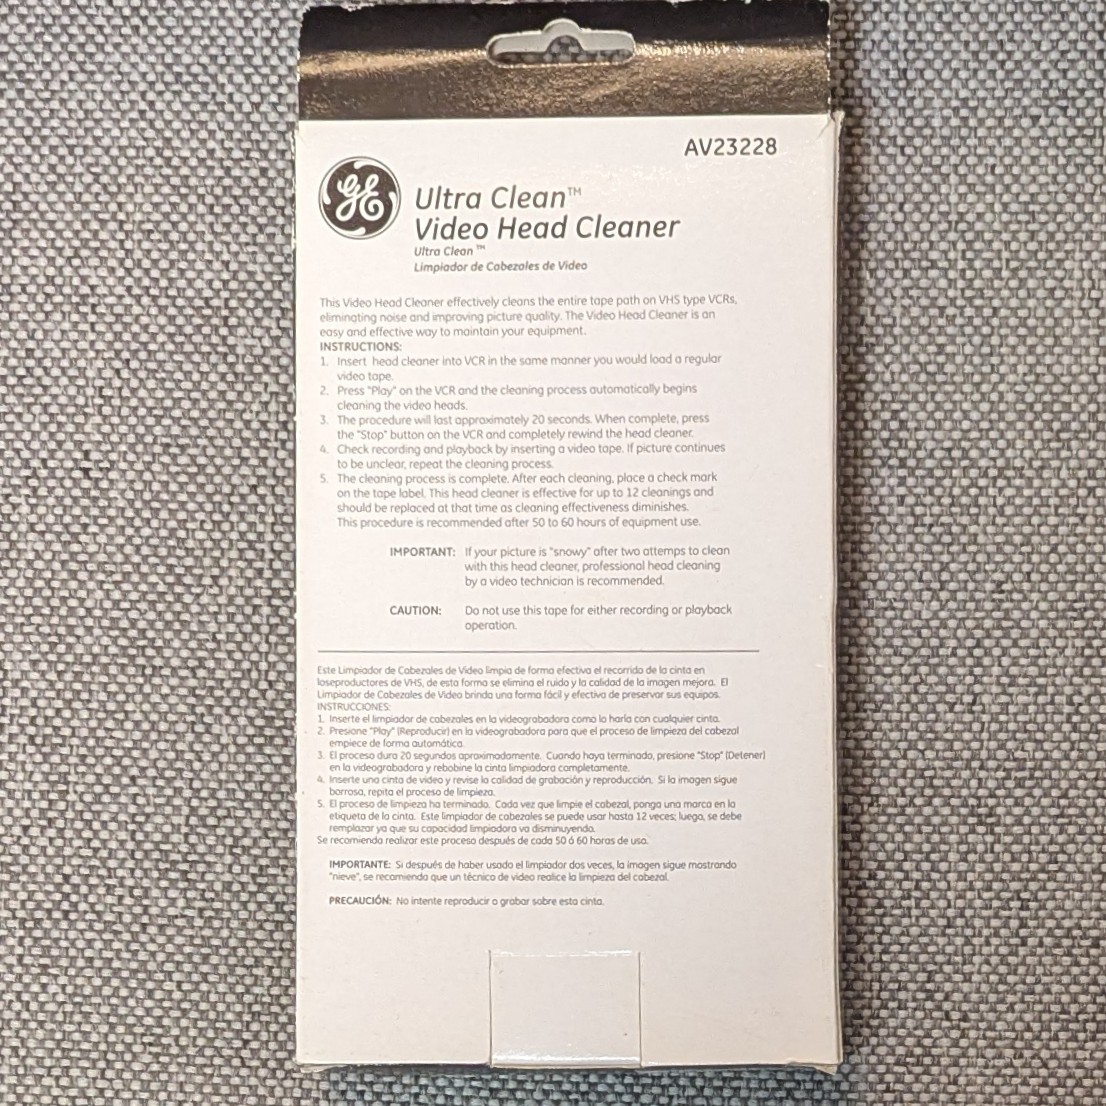 AV23228
GE
Ultra Clean™
Video Head Cleaner
Ultra Clean ™
Limpiador de Cabezales de Video
This Video Head Cleaner effectively cleans the entire tape path on VHS type VCRs,
eliminating noise and improving picture quality. The Video Head Cleaner is an
easy and effective way to maintain your equipment.
INSTRUCTIONS:
1. Insert head cleaner into VCR in the same manner you would load a regular
video tape.
2. Press "Play" on the VCR and the cleaning process automatically begins
cleaning the video heads.
3. The procedure will last approximately 20 seconds. When complete, press
the "Stop" button on the VCR and completely rewind the head cleaner.
4. Check recording and playback by inserting a video tape. If picture continues
to be unclear, repeat the cleaning process.
5. The cleaning process is complete. After each cleaning, place a check mark
on the tape label. This head cleaner is effective for up to 12 cleanings and
should be replaced at that time as cleaning effectiveness diminishes.
This procedure is recommended after 50 to 60 hours of equipment use.
IMPORTANT: If your picture is "snowy" after two attemps to clean
with this head cleaner, professional head cleaning
by a video technician is recommended.
CAUTION: Do not use this tape for either recording or playback
operation.
Este Limpiador de Cabezales de Video limpia de forma efectiva el recorrido de la cinta en
loseproductores de VHS, de esta forma se elimina el ruido y la calidad de la imagen mejora. El
Limpiador de Cabezales de Video brinda una forma fácil y efectiva de preservar sus equipos.
INSTRUCCIONES:
1. Inserte el limpiador de cabezales en la videograbadora como lo haría con cualquier cinta.
2. Presione "Play" (Reproducir) en la videograbadora para que el proceso de limpieza del cabezal
empiece de forma automática.
3. El proceso dura 20 segundos aproximadamente. Cuando haya terminado, presione "Stop" (Detener)
en la videograbadora y rebobine la cinta limpiadora completamente.
4. Inserte una cinta de video y revise la calidad de grabación y reproducción. Si la imagen sigue
borrosa, repita el proceso de limpieza.
5. El proceso de limpieza ha terminado. Cada vez que limpie el cabezal, ponga una marca en la
etiqueta de la cinta. Este limpiador de cabezales se puede usar hasta 12 veces; luego, se debe
remplazar ya que su capacidad limpiadora va disminuyendo.
Se recomienda realizar este proceso después de cada 50 ó 60 horas de uso.
IMPORTANTE: Si después de haber usado el limpiador dos veces, la imagen sigue mostrando
"nieve", se recomienda que un técnico de video realice la limpieza del cabezal.
PRECAUCIÓN: No intente reproducir o grabar sobre esta cinta.